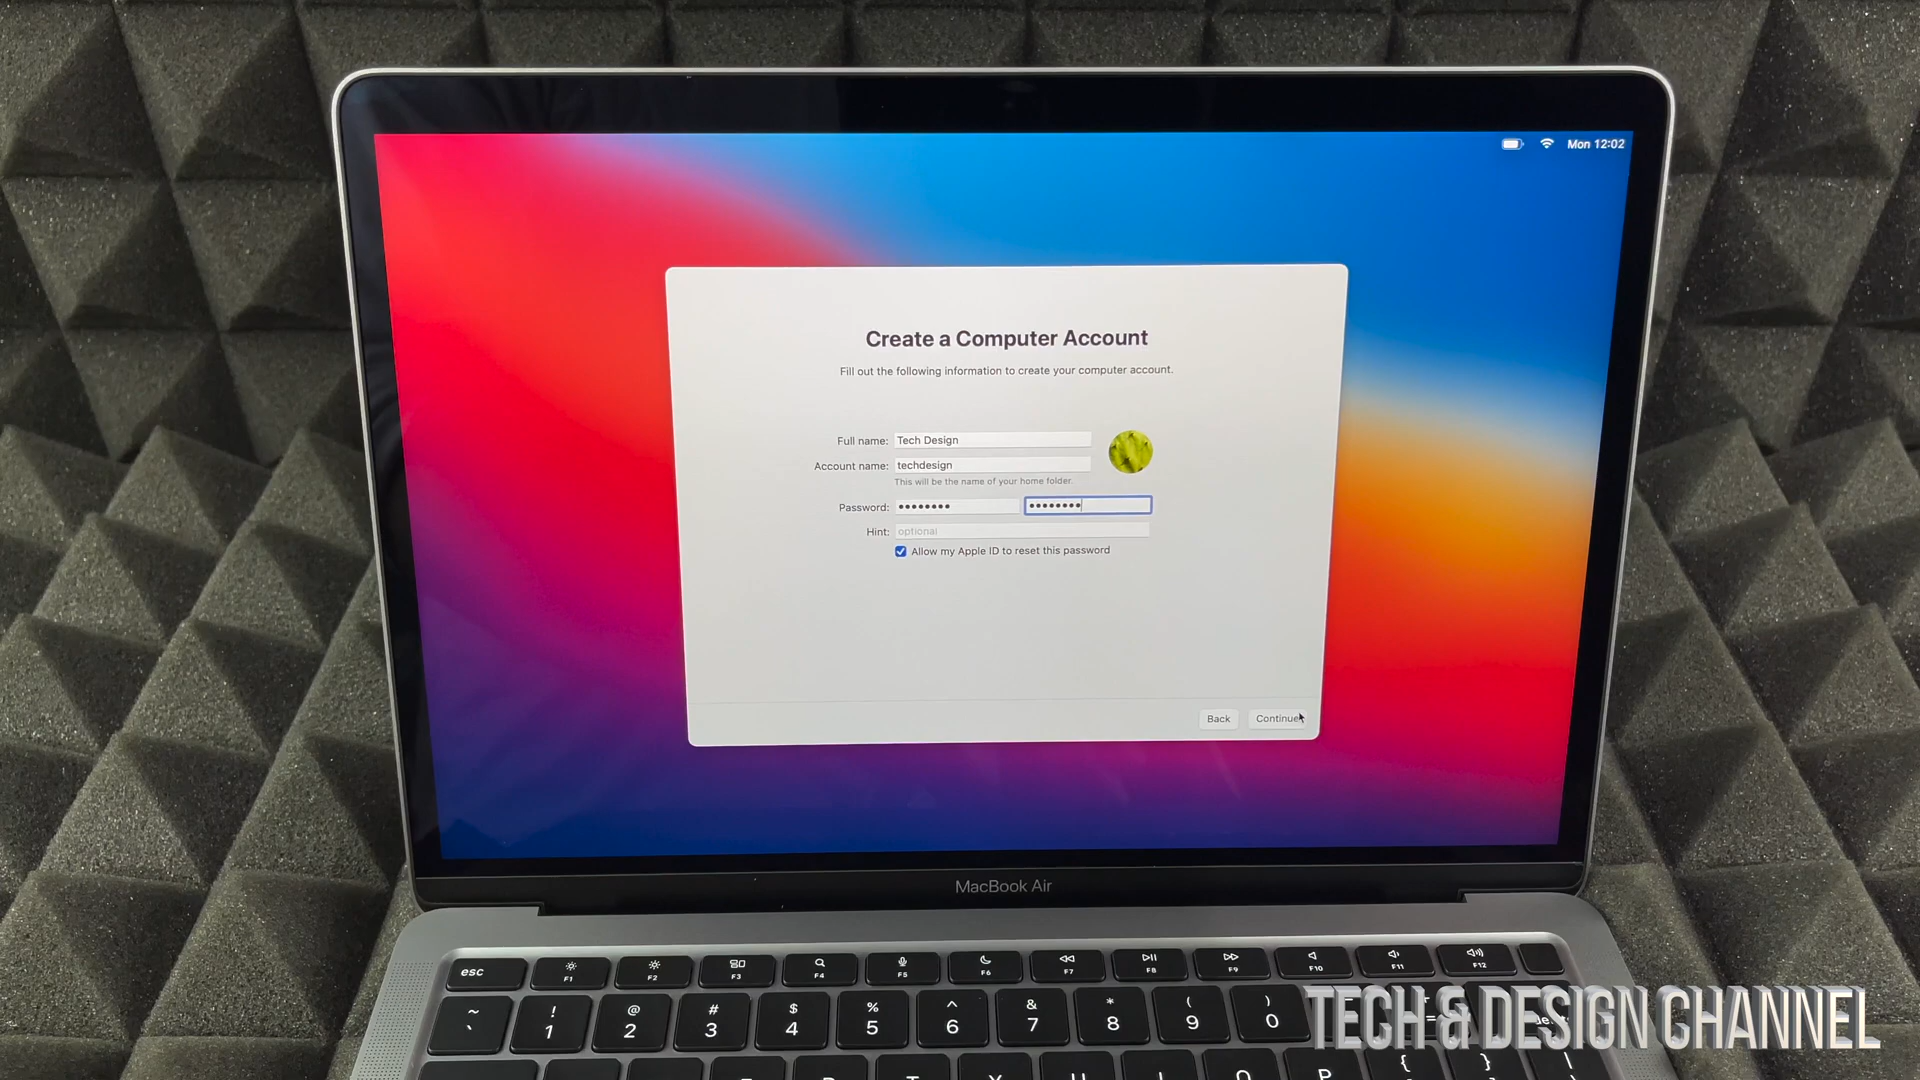 Mon 12:02
Create a Computer Account
Fill out the following information to create your computer account.
Full name: Tech Design
Account name: techdesign
This will be the name of your home folder.
Password: •••••••• ••••••••
Hint: optional
Allow my Apple ID to reset this password
Back Continue
MacBook Air
esc F1 F2 F3 F4 F5 F6 F7 F8 F9 F10 F11 F12
~ ! @ # $ % ^ & * ( )
` 1 2 3 4 5 6 7 8 9 0
{ } |
P
TECH & DESIGN CHANNEL